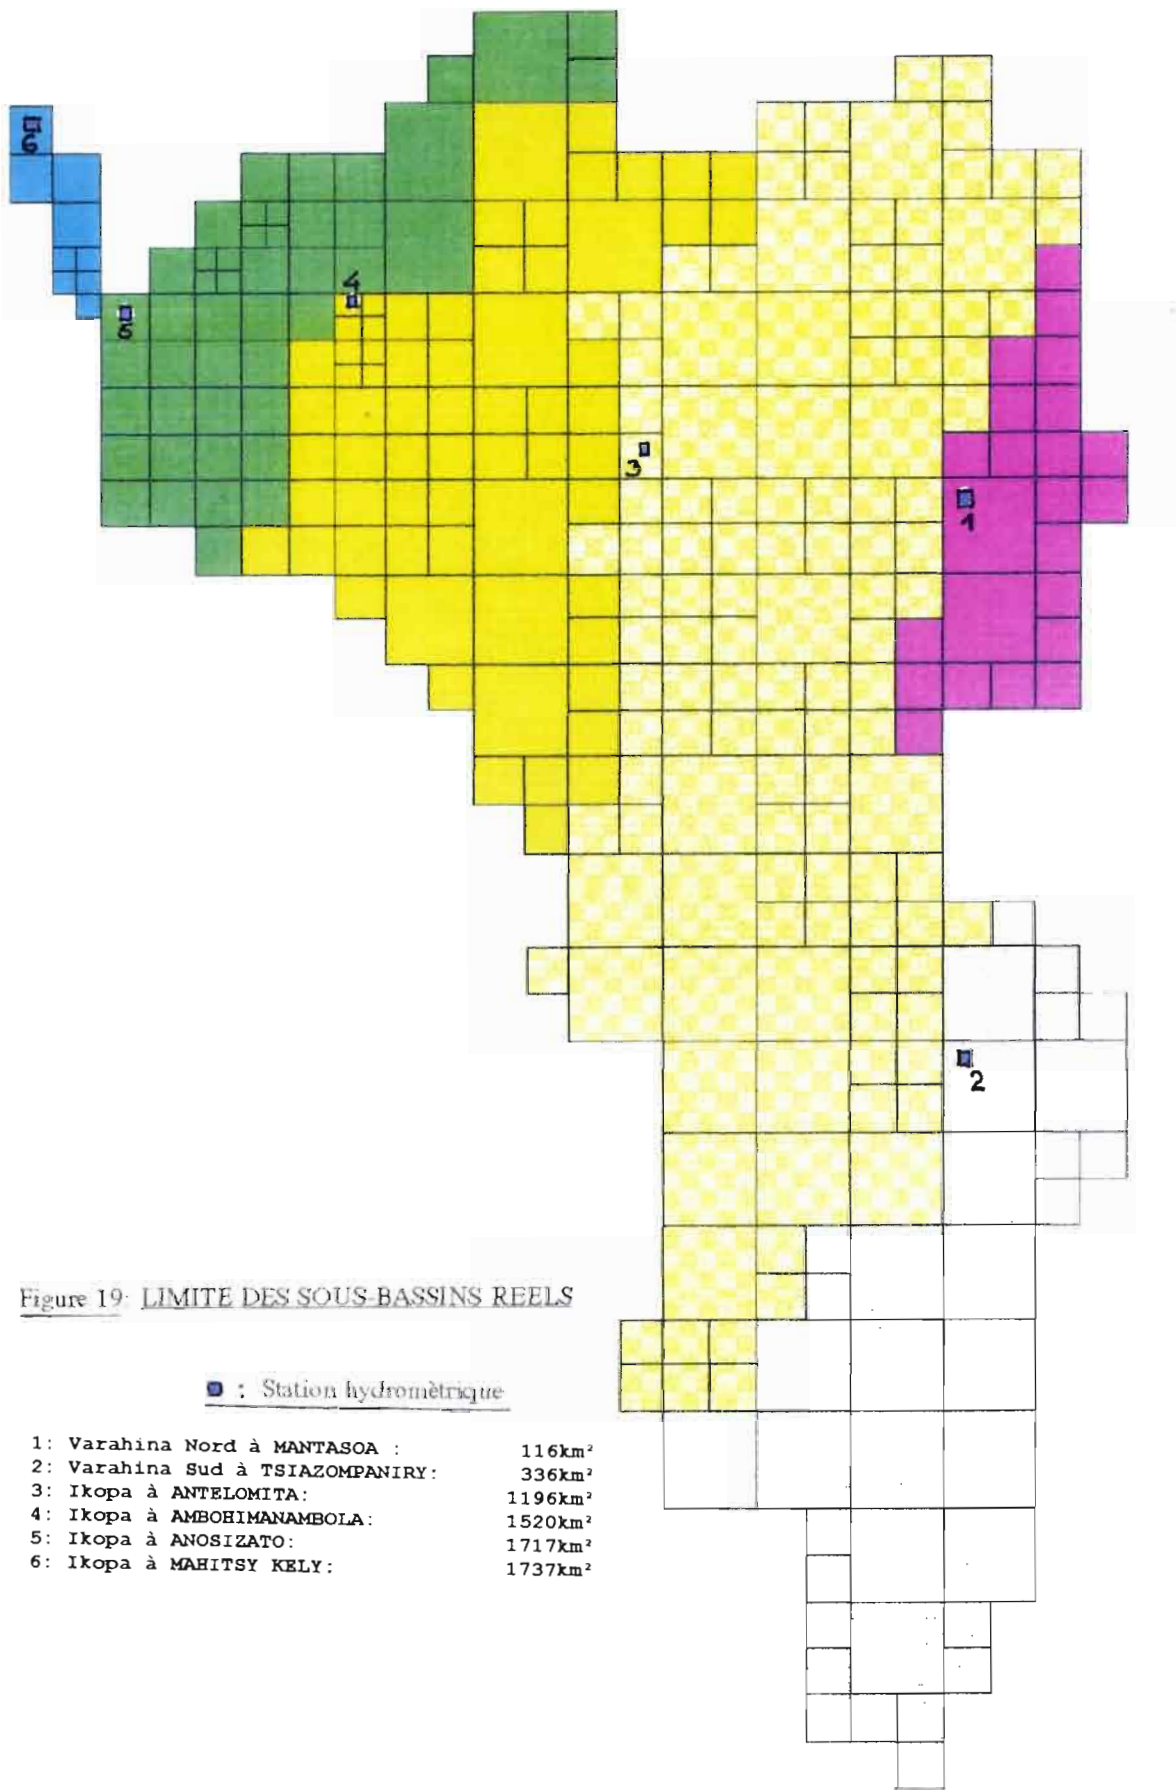 6
4
5
3
1
2
Figure 19: LIMITE DES SOUS-BASSINS REELS
: Station hydromètrique
1: Varahina Nord à MANTASOA : 116km²
2: Varahina Sud à TSIAZOMPANIRY: 336km²
3: Ikopa à ANTELOMITA: 1196km²
4: Ikopa à AMBOHIMANAMBOLA: 1520km²
5: Ikopa à ANOSIZATO: 1717km²
6: Ikopa à MAHITSY KELY: 1737km²